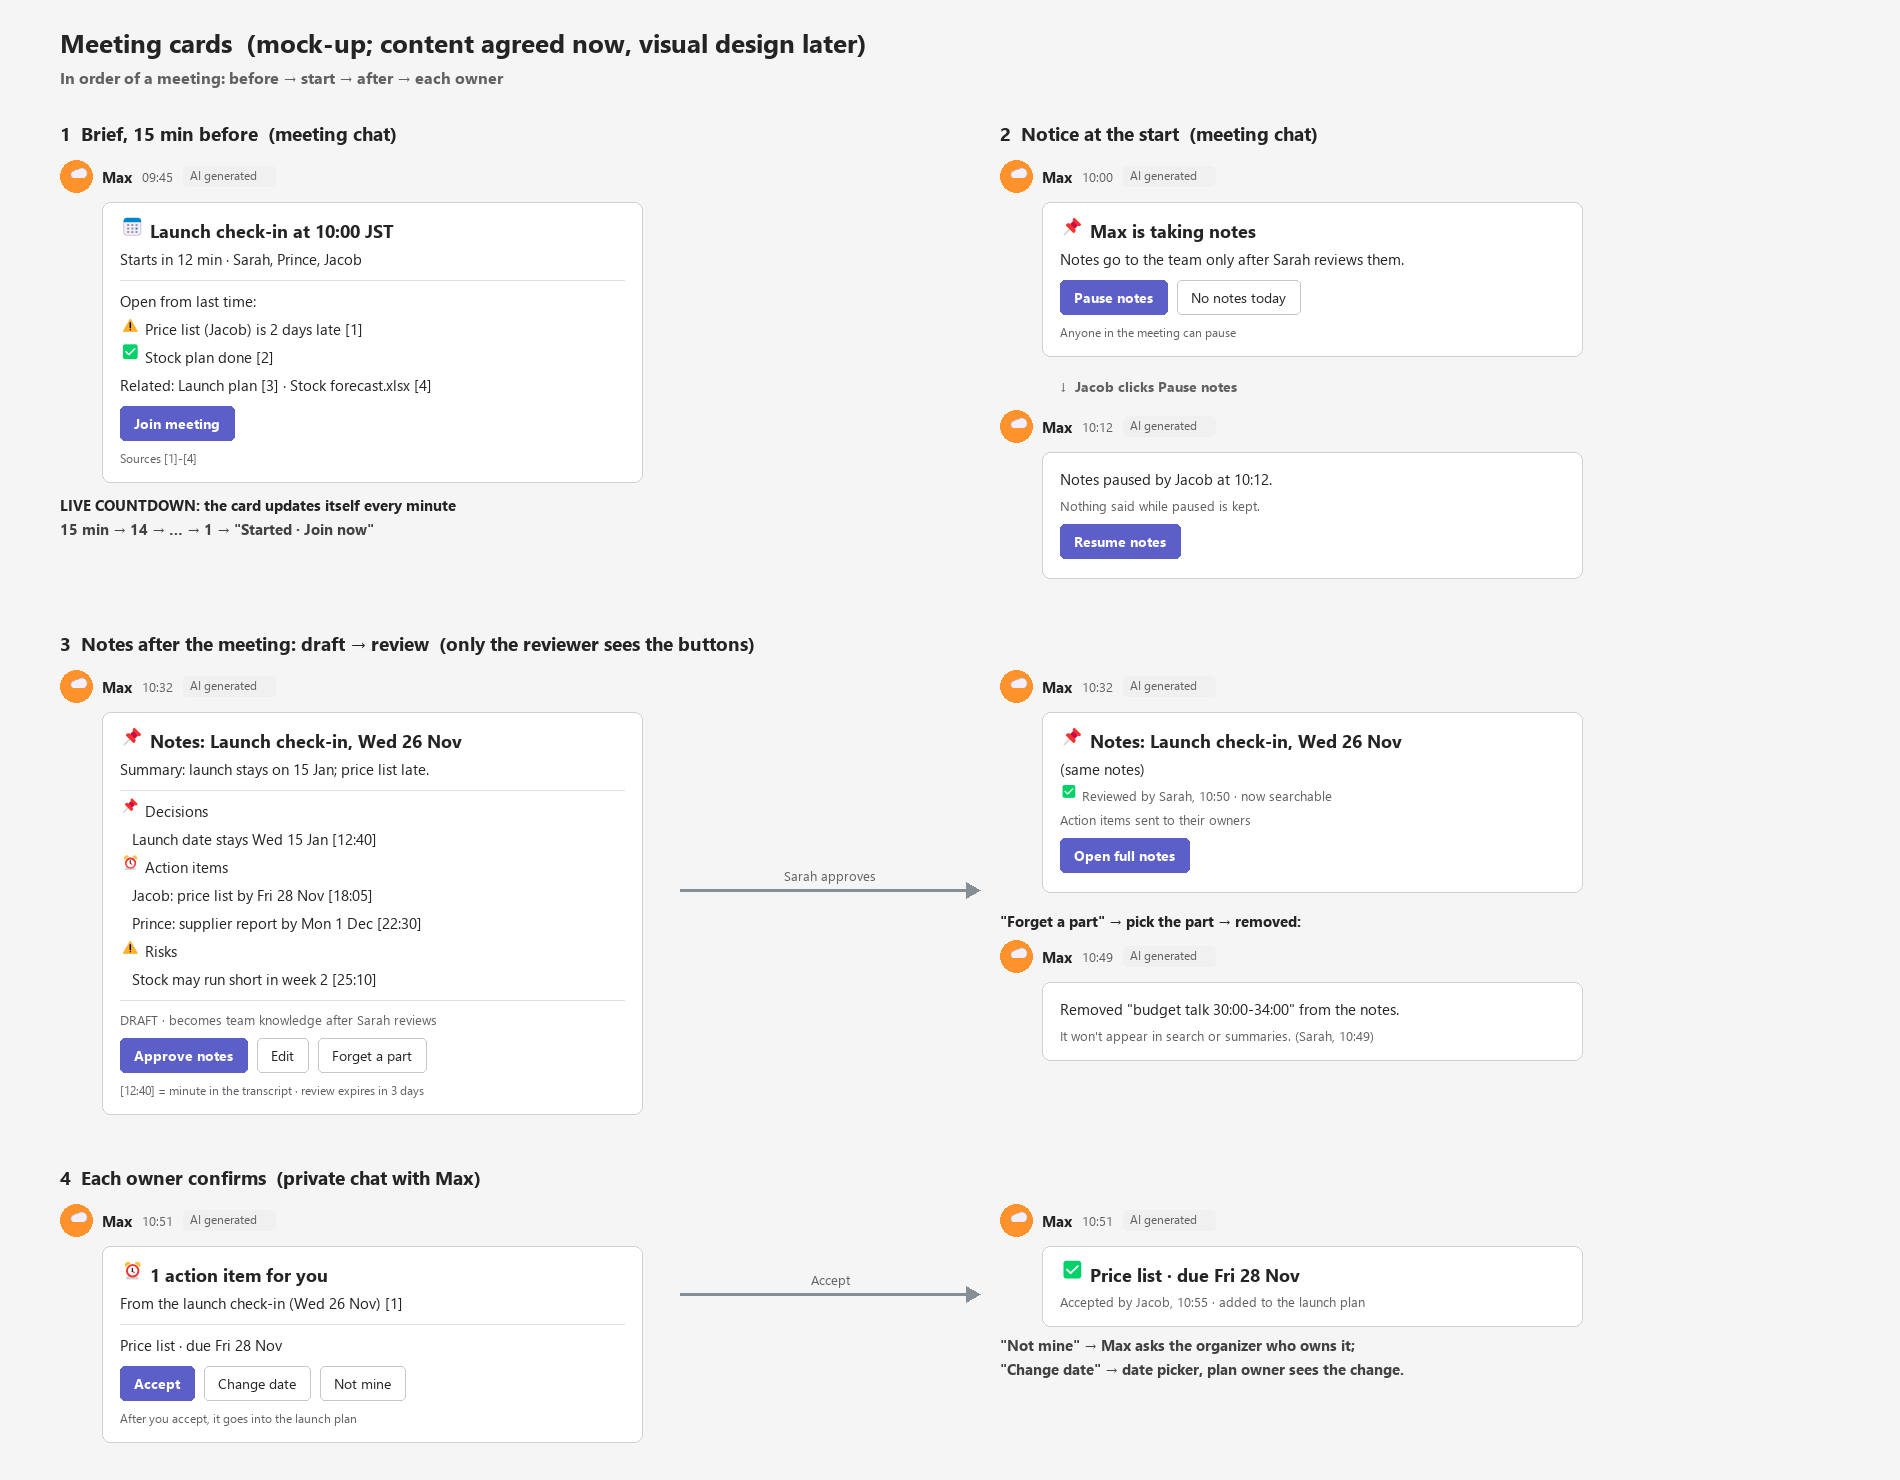 Meeting cards  (mock-up; content agreed now, visual design later)
In order of a meeting: before → start → after → each owner
1  Brief, 15 min before  (meeting chat)
Max  09:45  AI generated
Launch check-in at 10:00 JST
Starts in 12 min · Sarah, Prince, Jacob
Open from last time:
Price list (Jacob) is 2 days late [1]
Stock plan done [2]
Related: Launch plan [3] · Stock forecast.xlsx [4]
Join meeting
Sources [1]-[4]
LIVE COUNTDOWN: the card updates itself every minute
15 min → 14 → ... → 1 → "Started · Join now"
2  Notice at the start  (meeting chat)
Max  10:00  AI generated
Max is taking notes
Notes go to the team only after Sarah reviews them.
Pause notes  No notes today
Anyone in the meeting can pause
↓  Jacob clicks Pause notes
Max  10:12  AI generated
Notes paused by Jacob at 10:12.
Nothing said while paused is kept.
Resume notes
3  Notes after the meeting: draft → review  (only the reviewer sees the buttons)
Max  10:32  AI generated
Notes: Launch check-in, Wed 26 Nov
Summary: launch stays on 15 Jan; price list late.
Decisions
Launch date stays Wed 15 Jan [12:40]
Action items
Jacob: price list by Fri 28 Nov [18:05]
Prince: supplier report by Mon 1 Dec [22:30]
Risks
Stock may run short in week 2 [25:10]
DRAFT · becomes team knowledge after Sarah reviews
Approve notes  Edit  Forget a part
[12:40] = minute in the transcript · review expires in 3 days
Sarah approves
Max  10:32  AI generated
Notes: Launch check-in, Wed 26 Nov
(same notes)
Reviewed by Sarah, 10:50 · now searchable
Action items sent to their owners
Open full notes
"Forget a part" → pick the part → removed:
Max  10:49  AI generated
Removed "budget talk 30:00-34:00" from the notes.
It won't appear in search or summaries. (Sarah, 10:49)
4  Each owner confirms  (private chat with Max)
Max  10:51  AI generated
1 action item for you
From the launch check-in (Wed 26 Nov) [1]
Price list · due Fri 28 Nov
Accept  Change date  Not mine
After you accept, it goes into the launch plan
Accept
Max  10:51  AI generated
Price list · due Fri 28 Nov
Accepted by Jacob, 10:55 · added to the launch plan
"Not mine" → Max asks the organizer who owns it;
"Change date" → date picker, plan owner sees the change.